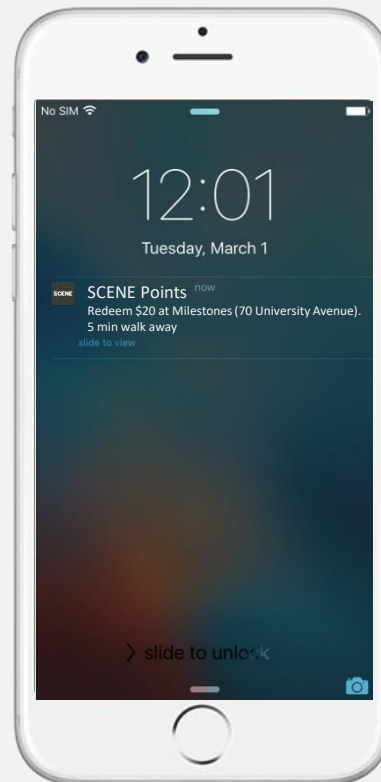 No SIM
12:01
Tuesday, March 1
SCENE
SCENE Points now
Redeem $20 at Milestones (70 University Avenue).
5 min walk away
slide to view
slide to unlock